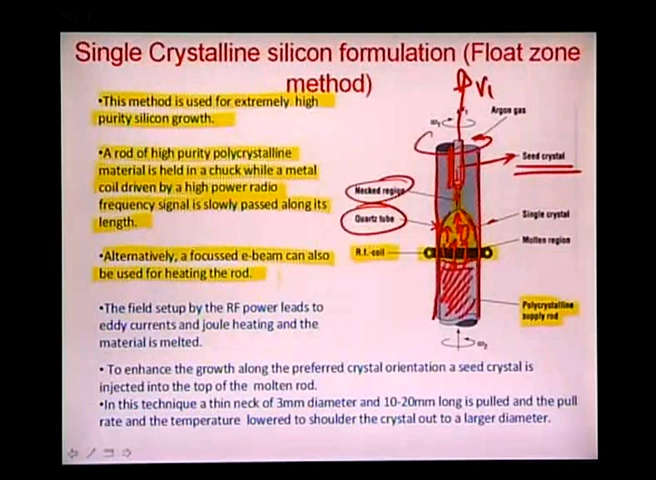 Single Crystalline silicon formulation (Float zone
method)
•This method is used for extremely high
purity silicon growth.
•A rod of high purity polycrystalline
material is held in a chuck while a metal
coil driven by a high power radio
frequency signal is slowly passed along its
length.
•Alternatively, a focussed e-beam can also
be used for heating the rod.
•The field setup by the RF power leads to
eddy currents and joule heating and the
material is melted.
• To enhance the growth along the preferred crystal orientation a seed crystal is
injected into the top of the molten rod.
•In this technique a thin neck of 3mm diameter and 10-20mm long is pulled and the pull
rate and the temperature lowered to shoulder the crystal out to a larger diameter.
V₁
Argon gas
ω₁
Seed crystal
Necked region
Quartz tube
Single crystal
Molten region
R.f.-coil
Polycrystalline
supply rod
ω₂